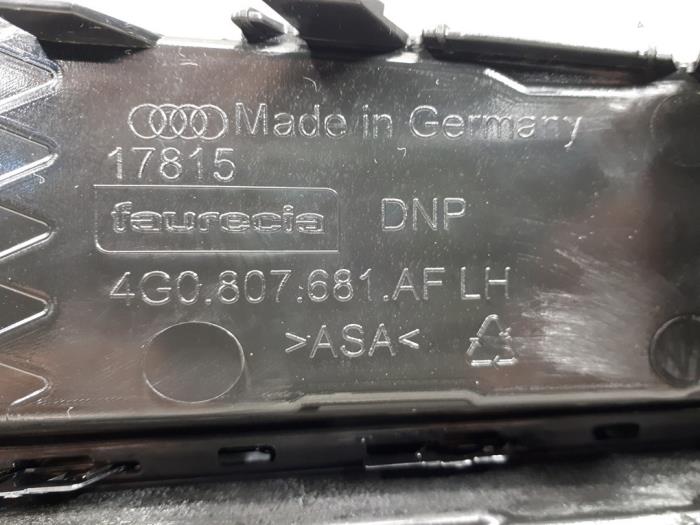 Made in Germany
17815
faurecia DNP
4G0.807.681.AF LH
>ASA<